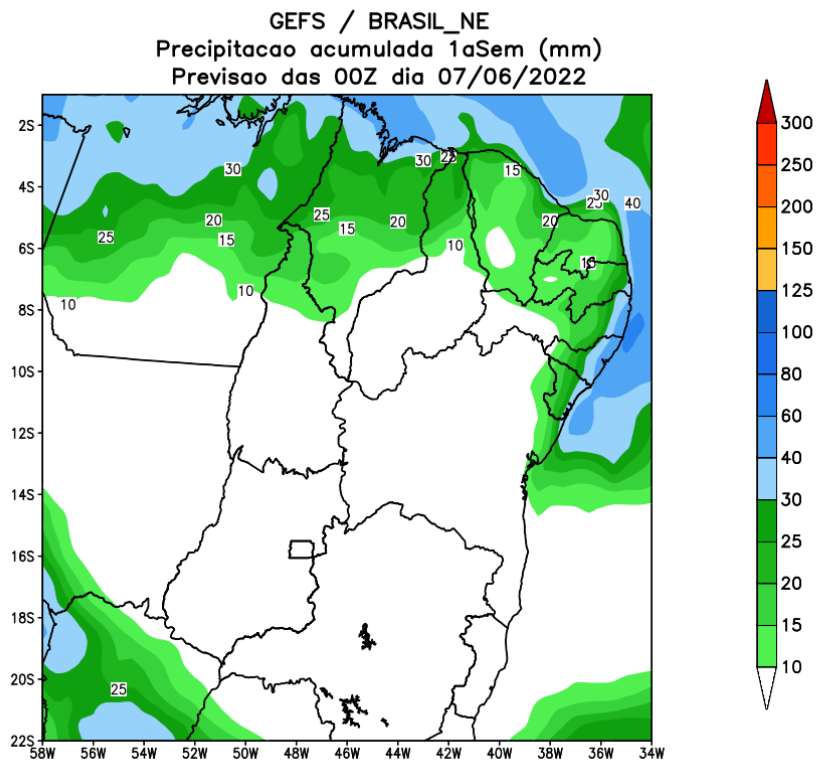 GEFS / BRASIL_NE
Precipitacao acumulada 1aSem (mm)
Previsao das 00Z dia 07/06/2022
2S
4S
6S
8S
10S
12S
14S
16S
18S
20S
22S
58W 56W 54W 52W 50W 48W 46W 44W 42W 40W 38W 36W 34W
30 25 15 30
30 40
25 20 15 25 15 20 10 20
10 10 15
25
300
250
200
150
125
100
80
60
40
30
25
20
15
10